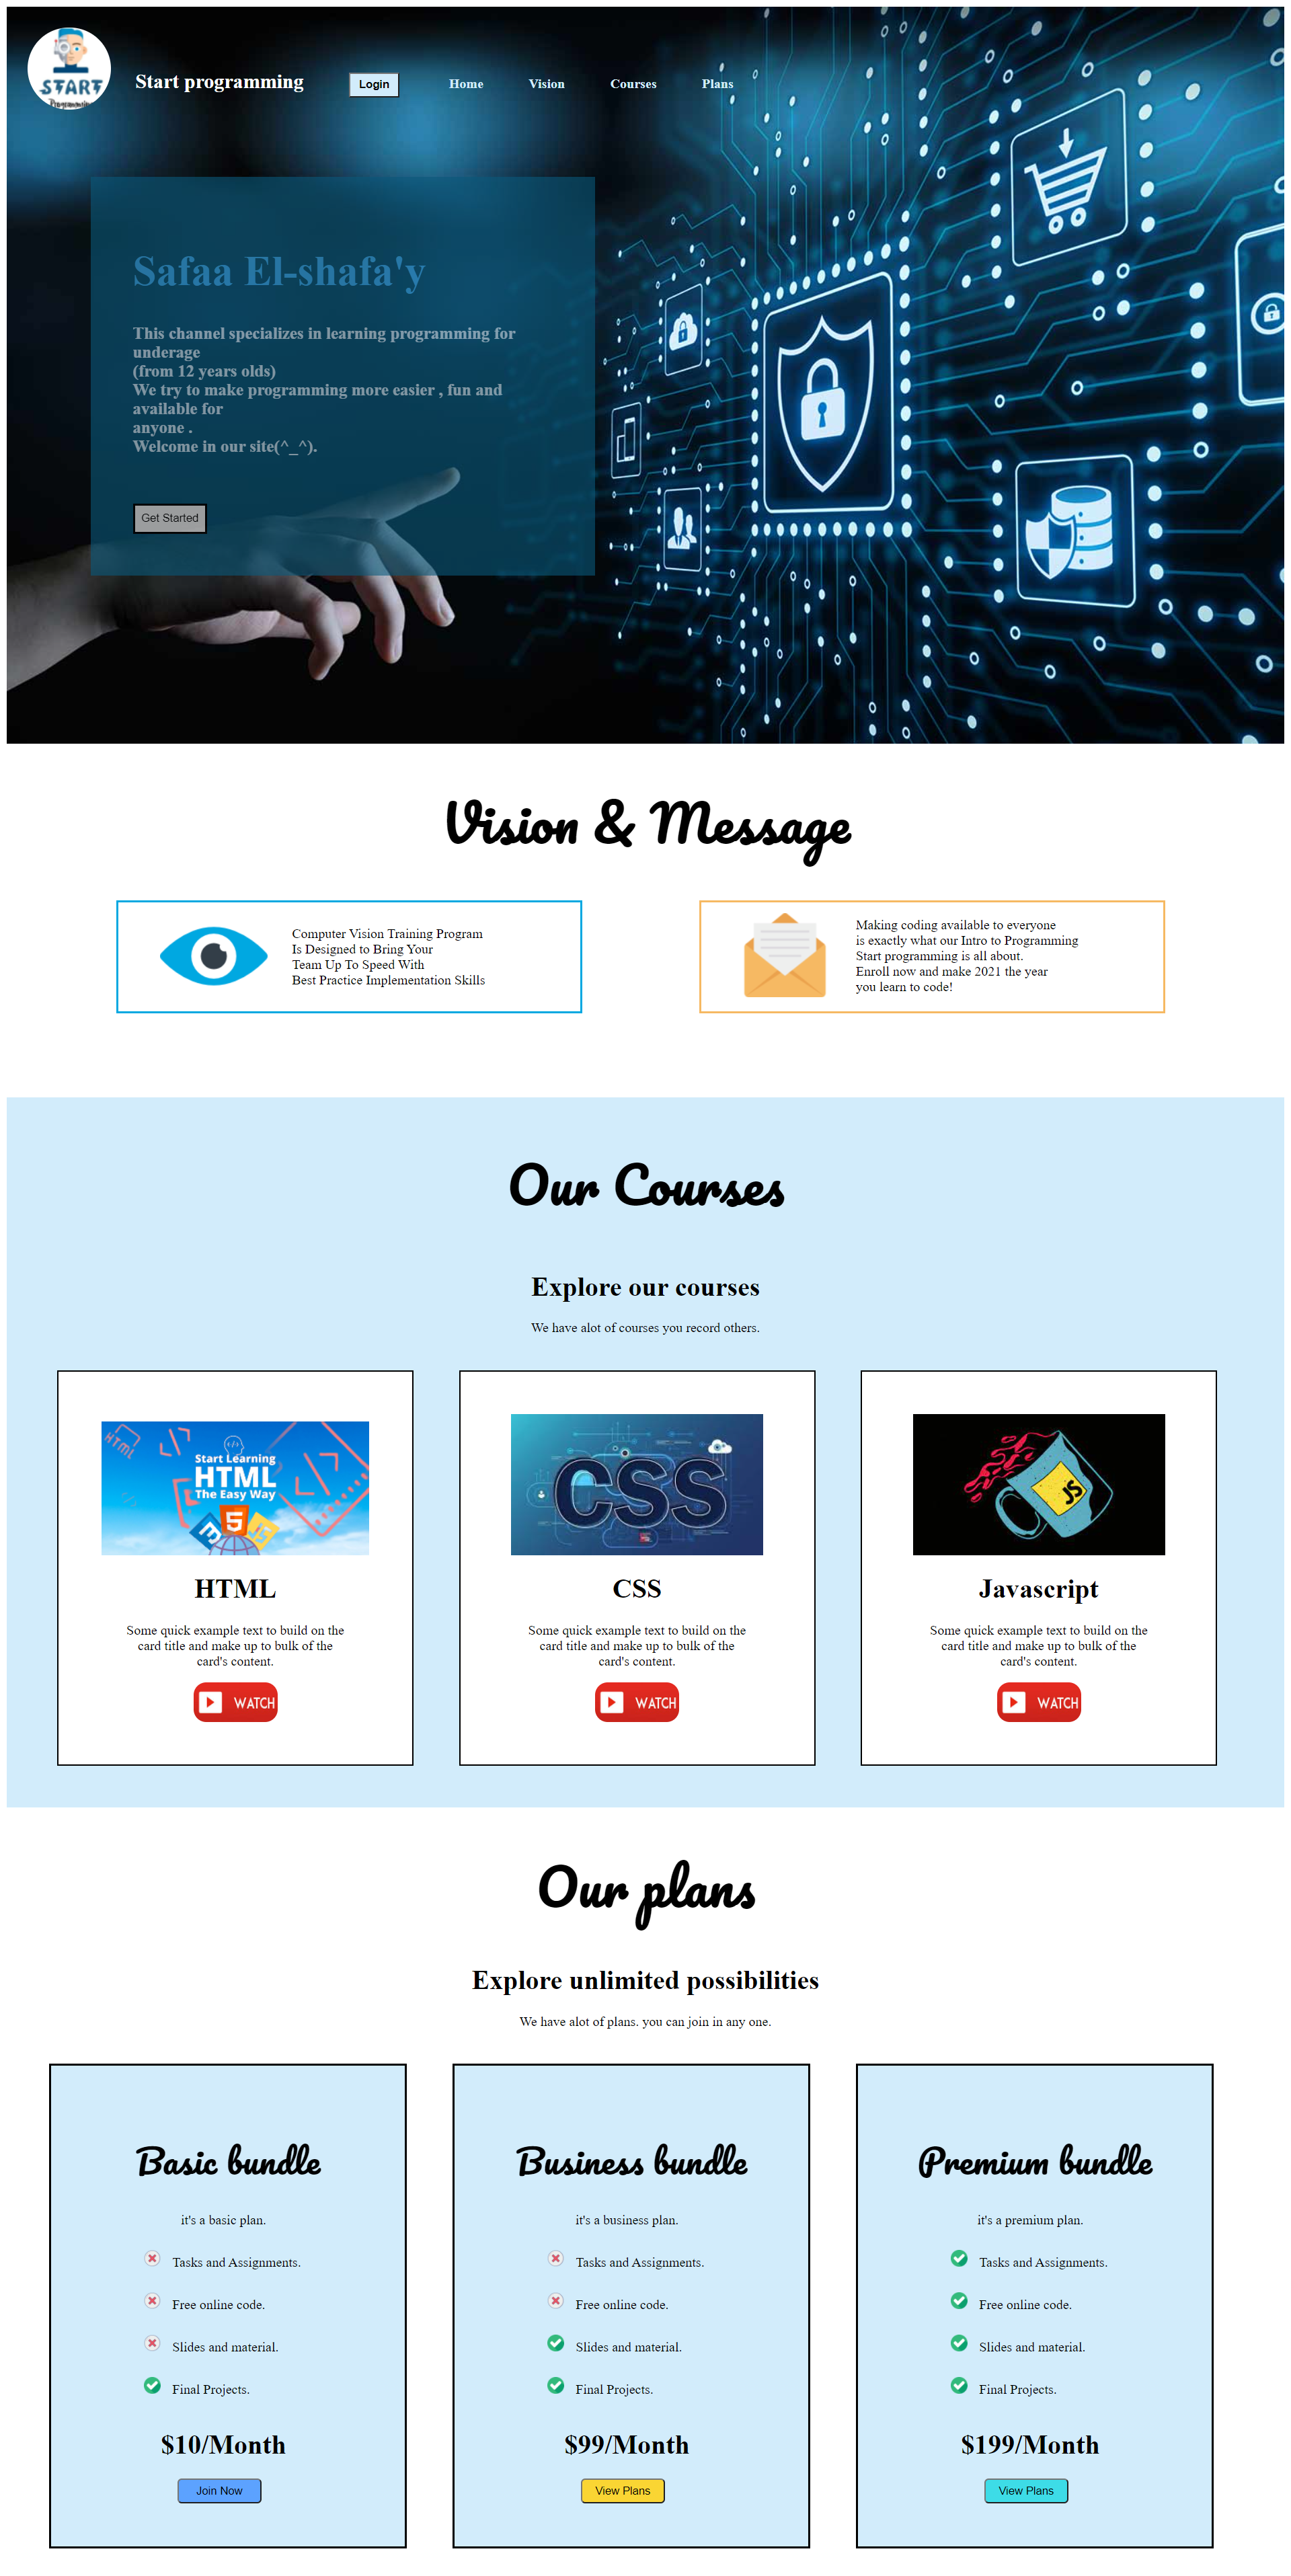 START
Programming
Start programming
Login
Home
Vision
Courses
Plans
Safaa El-shafa'y
This channel specializes in learning programming for
underage
(from 12 years olds)
We try to make programming more easier , fun and
available for
anyone .
Welcome in our site(^_^).
Get Started
Vision & Message
Computer Vision Training Program
Is Designed to Bring Your
Team Up To Speed With
Best Practice Implementation Skills
Making coding available to everyone
is exactly what our Intro to Programming
Start programming is all about.
Enroll now and make 2021 the year
you learn to code!
Our Courses
Explore our courses
We have alot of courses you record others.
HTML
Start Learning
HTML
The Easy Way
3
5
JS
HTML
Some quick example text to build on the
card title and make up to bulk of the
card's content.
WATCH
CSS
CSS
Some quick example text to build on the
card title and make up to bulk of the
card's content.
WATCH
JS
Javascript
Some quick example text to build on the
card title and make up to bulk of the
card's content.
WATCH
Our plans
Explore unlimited possibilities
We have alot of plans. you can join in any one.
Basic bundle
it's a basic plan.
Tasks and Assignments.
Free online code.
Slides and material.
Final Projects.
$10/Month
Join Now
Business bundle
it's a business plan.
Tasks and Assignments.
Free online code.
Slides and material.
Final Projects.
$99/Month
View Plans
Premium bundle
it's a premium plan.
Tasks and Assignments.
Free online code.
Slides and material.
Final Projects.
$199/Month
View Plans